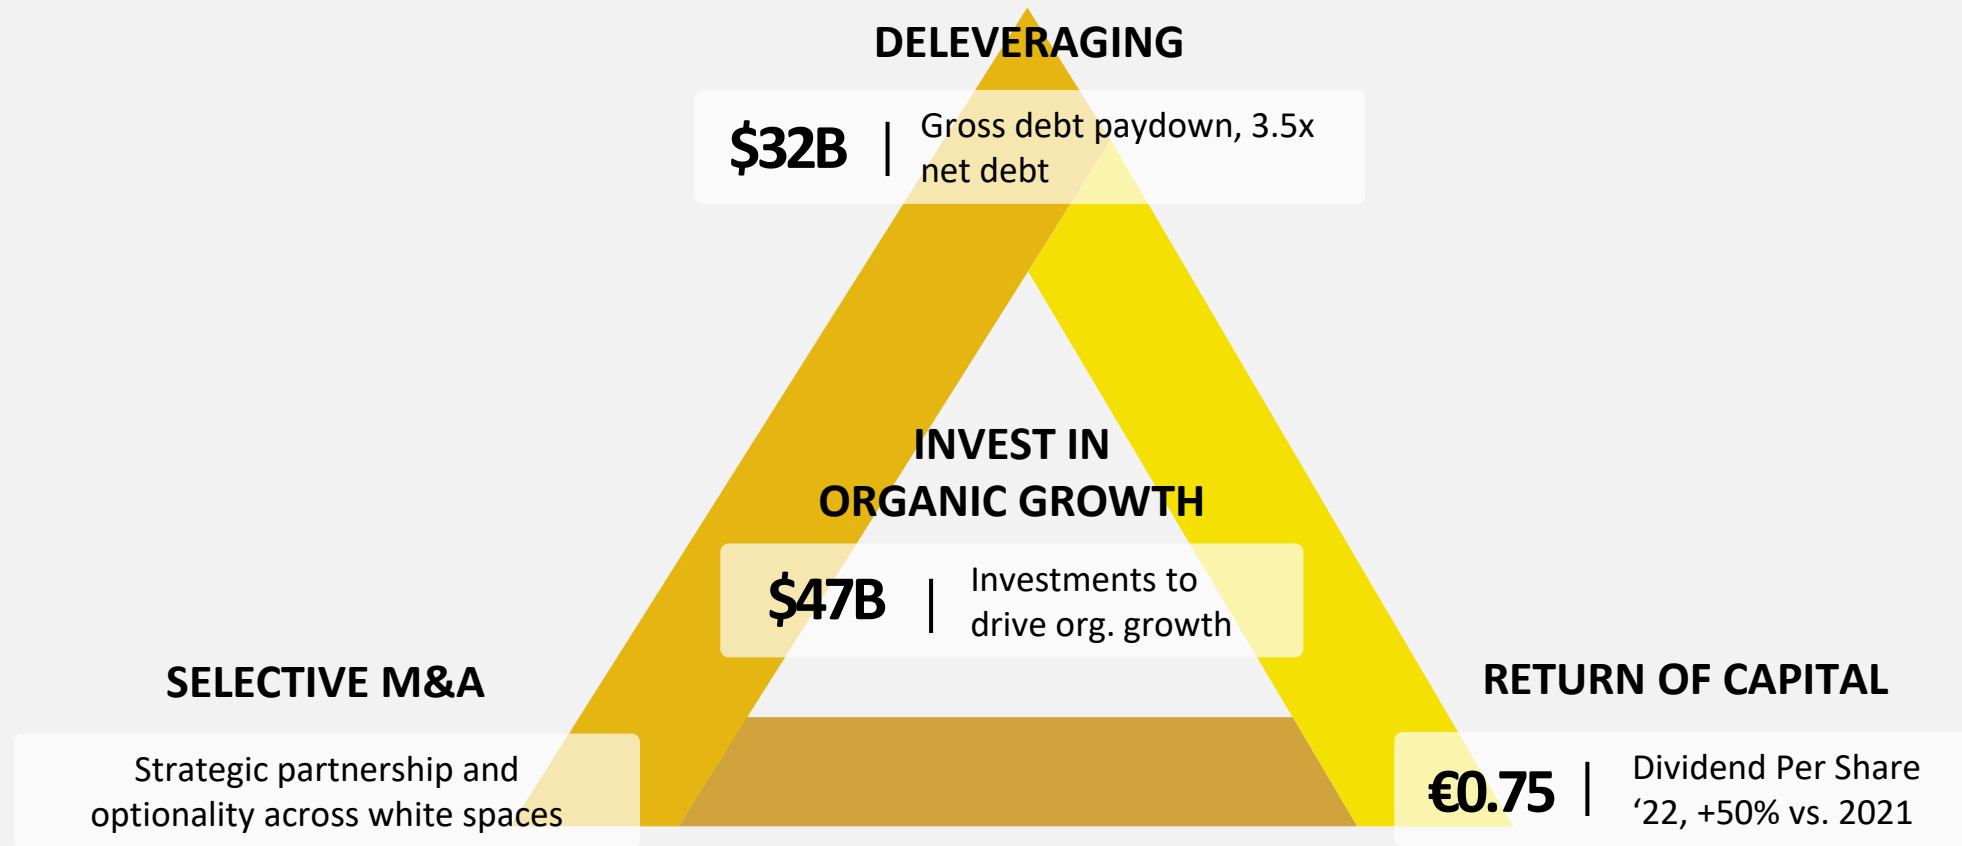 DELEVERAGING
$32B
Gross debt paydown, 3.5x
net debt
INVEST IN
ORGANIC GROWTH
$47B
Investments to
drive org. growth
SELECTIVE M&A
Strategic partnership and
optionality across white spaces
RETURN OF CAPITAL
€0.75
Dividend Per Share
‘22, +50% vs. 2021